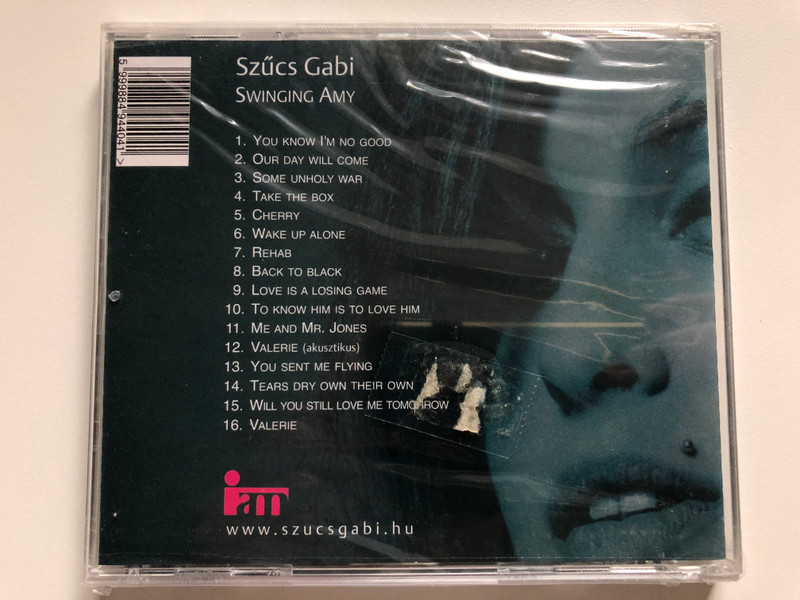 5 999884 944041 >
Szűcs Gabi
SWINGING AMY
1. YOU KNOW I'M NO GOOD
2. OUR DAY WILL COME
3. SOME UNHOLY WAR
4. TAKE THE BOX
5. CHERRY
6. WAKE UP ALONE
7. REHAB
8. BACK TO BLACK
9. LOVE IS A LOSING GAME
10. TO KNOW HIM IS TO LOVE HIM
11. ME AND MR. JONES
12. VALERIE (akusztikus)
13. YOU SENT ME FLYING
14. TEARS DRY OWN THEIR OWN
15. WILL YOU STILL LOVE ME TOMORROW
16. VALERIE
iam
www.szucsgabi.hu